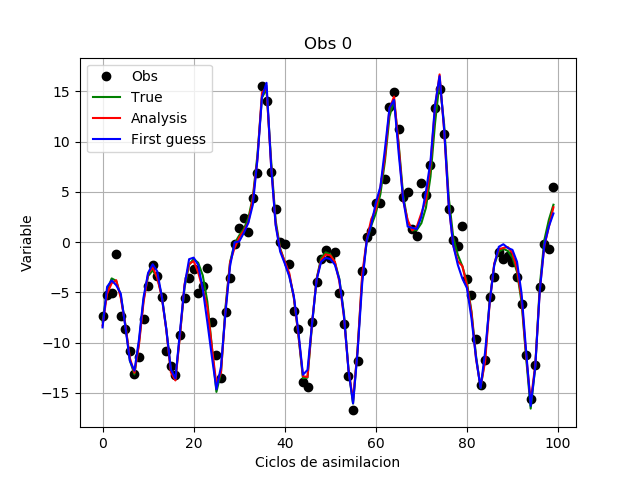 Obs 0
Obs
True
Analysis
First guess
15
10
5
0
−5
−10
−15
Variable
0
20
40
60
80
100
Ciclos de asimilacion